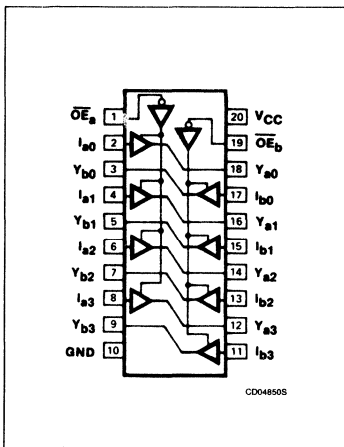 OEa 1 20 VCC
Ia0 2 19 OEb
Yb0 3 18 Ya0
Ia1 4 17 Ib0
Yb1 5 16 Ya1
Ia2 6 15 Ib1
Yb2 7 14 Ya2
Ia3 8 13 Ib2
Yb3 9 12 Ya3
GND 10 11 Ib3
CD04850S